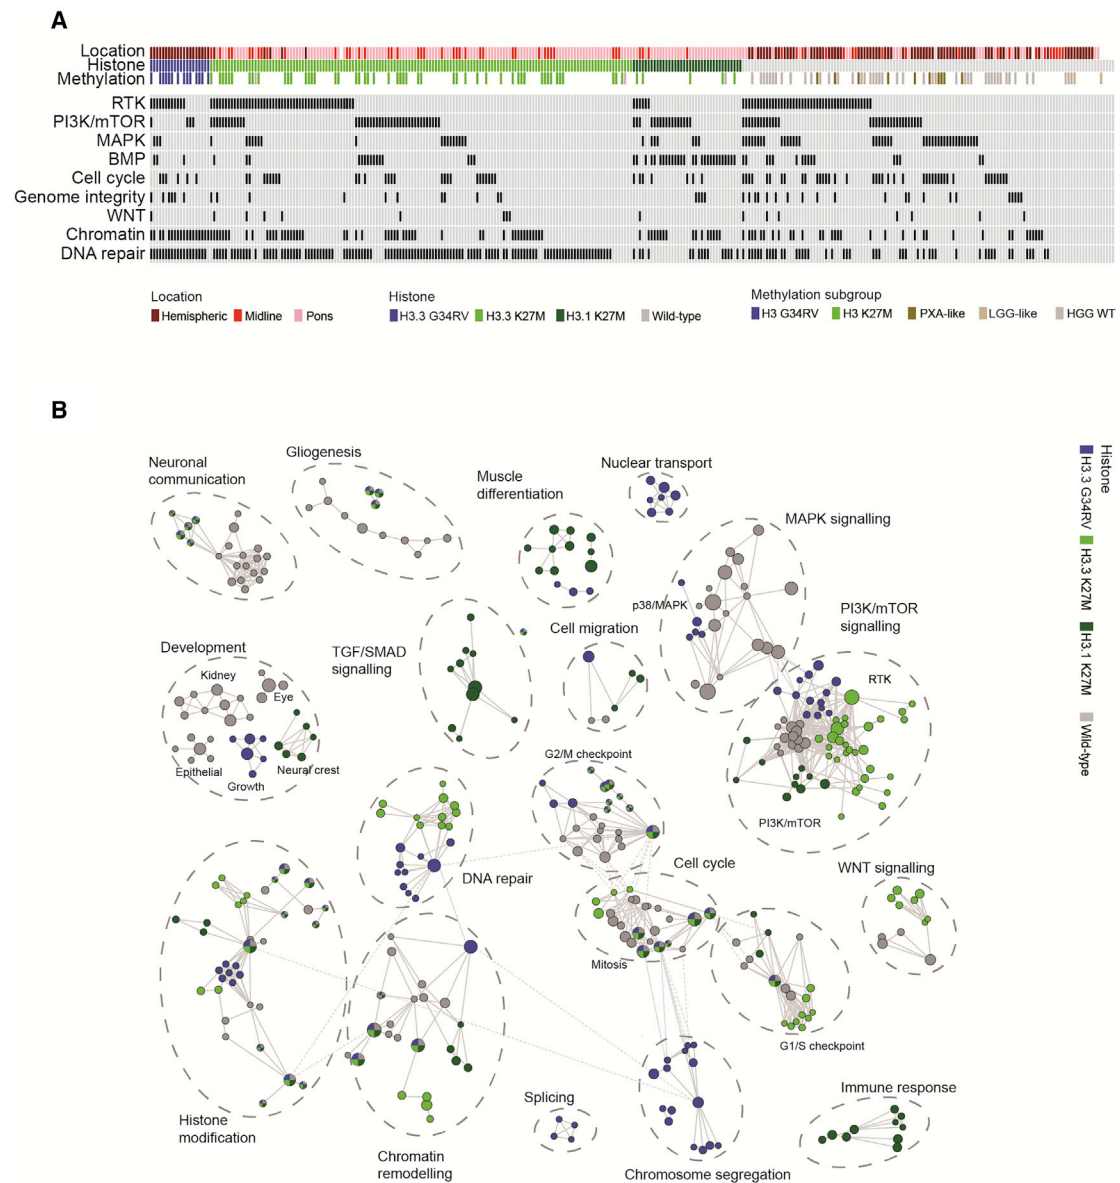 A
Location
Histone
Methylation
RTK
PI3K/mTOR
MAPK
BMP
Cell cycle
Genome integrity
WNT
Chromatin
DNA repair
Location
Hemispheric Midline Pons
Histone
H3.3 G34RV H3.3 K27M H3.1 K27M Wild-type
Methylation subgroup
H3 G34RV H3 K27M PXA-like LGG-like HGG WT
B
Neuronal
communication
Gliogenesis
Muscle
differentiation
Nuclear transport
MAPK signalling
p38/MAPK
PI3K/mTOR
signalling
RTK
PI3K/mTOR
Development
Kidney
Eye
Epithelial
Growth
Neural crest
TGF/SMAD
signalling
Cell migration
G2/M checkpoint
DNA repair
Cell cycle
Mitosis
WNT signalling
G1/S checkpoint
Histone
modification
Chromatin
remodelling
Splicing
Chromosome segregation
Immune response
Histone
H3.3 G34RV H3.3 K27M H3.1 K27M Wild-type